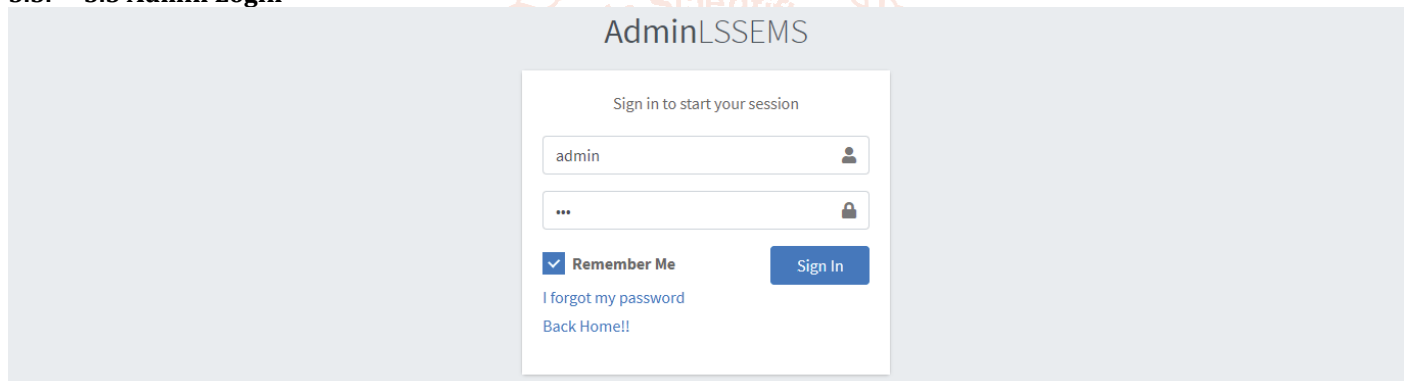 AdminLSSEMS
Sign in to start your session
admin
•••
Remember Me
Sign In
I forgot my password
Back Home!!